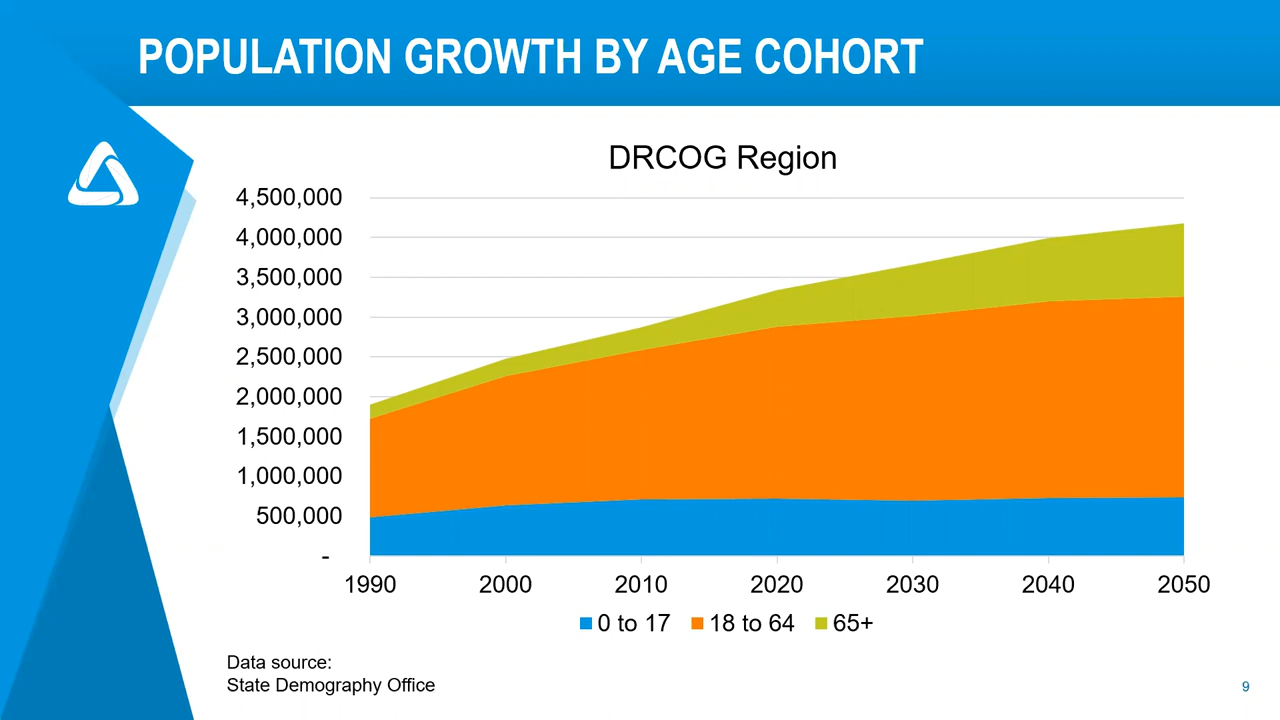 POPULATION GROWTH BY AGE COHORT
DRCOG Region
4,500,000
4,000,000
3,500,000
3,000,000
2,500,000
2,000,000
1,500,000
1,000,000
500,000
-
1990 2000 2010 2020 2030 2040 2050
0 to 17 18 to 64 65+
Data source:
State Demography Office
9